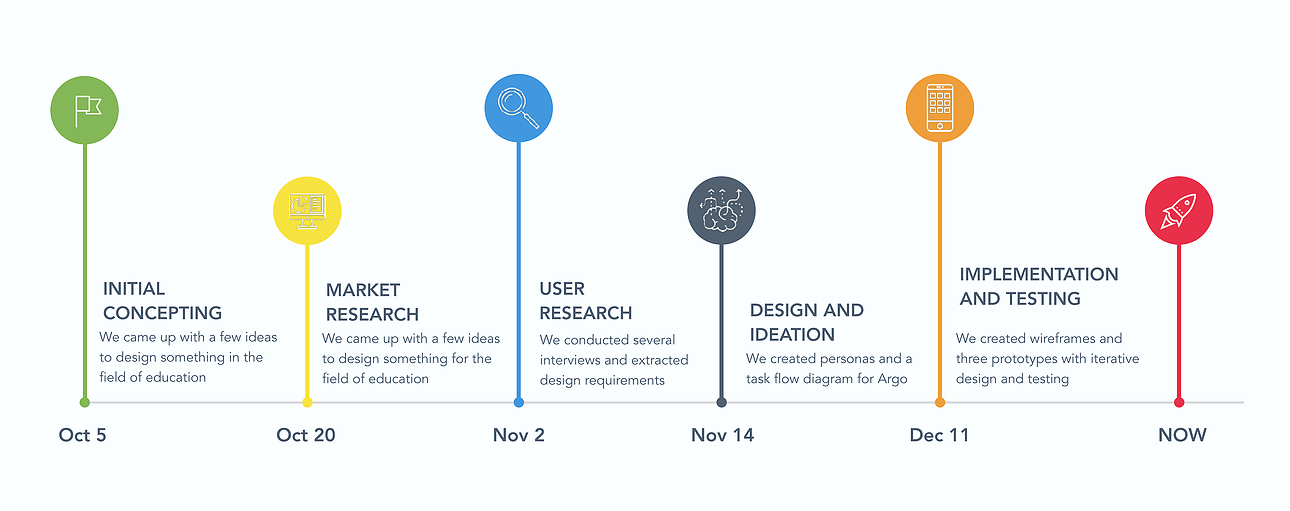 INITIAL
CONCEPTING
We came up with a few ideas
to design something in the
field of education
MARKET
RESEARCH
We came up with a few ideas
to design something for the
field of education
USER
RESEARCH
We conducted several
interviews and extracted
design requirements
DESIGN AND
IDEATION
We created personas and a
task flow diagram for Argo
IMPLEMENTATION
AND TESTING
We created wireframes and
three prototypes with iterative
design and testing
Oct 5
Oct 20
Nov 2
Nov 14
Dec 11
NOW